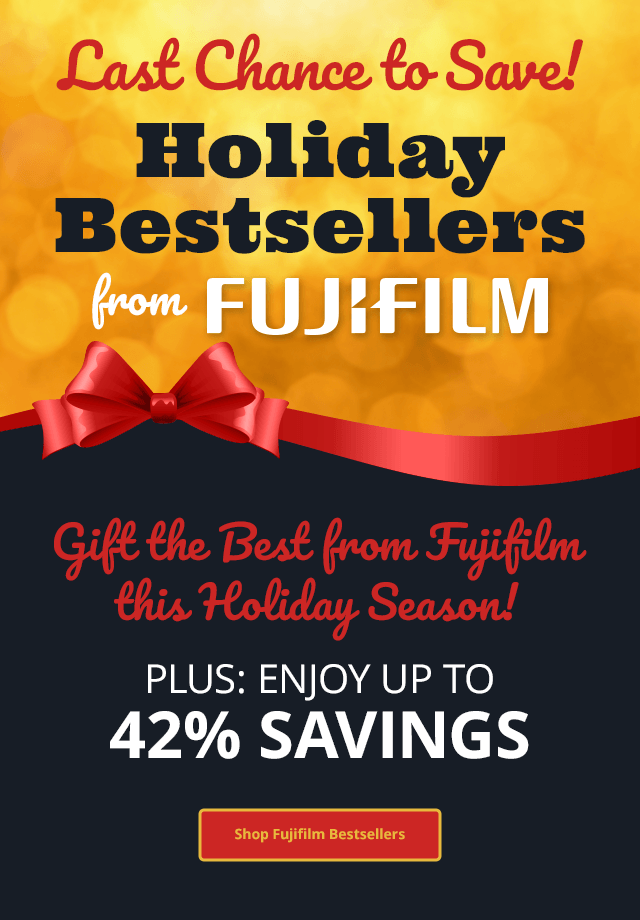 Last Chance to Save!
Holiday
Bestsellers
from FUJIFILM
Gift the Best from Fujifilm
this Holiday Season!
PLUS: ENJOY UP TO
42% SAVINGS
Shop Fujifilm Bestsellers